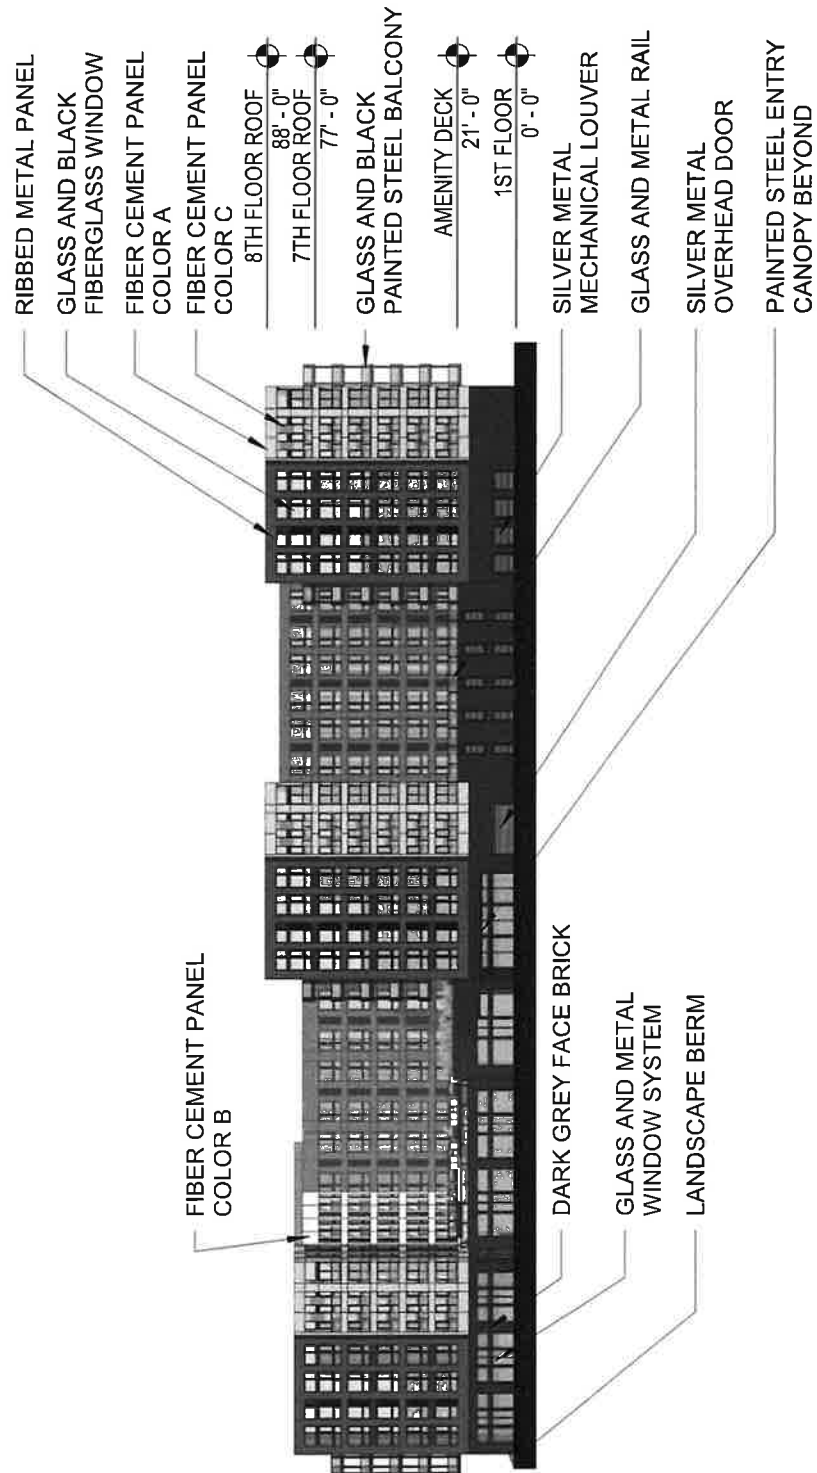 RIBBED METAL PANEL
GLASS AND BLACK
FIBERGLASS WINDOW
FIBER CEMENT PANEL
COLOR A
FIBER CEMENT PANEL
COLOR C
8TH FLOOR ROOF
88' - 0"
7TH FLOOR ROOF
77' - 0"
GLASS AND BLACK
PAINTED STEEL BALCONY
AMENITY DECK
21' - 0"
1ST FLOOR
0' - 0"
SILVER METAL
MECHANICAL LOUVER
GLASS AND METAL RAIL
SILVER METAL
OVERHEAD DOOR
PAINTED STEEL ENTRY
CANOPY BEYOND
FIBER CEMENT PANEL
COLOR B
DARK GREY FACE BRICK
GLASS AND METAL
WINDOW SYSTEM
LANDSCAPE BERM